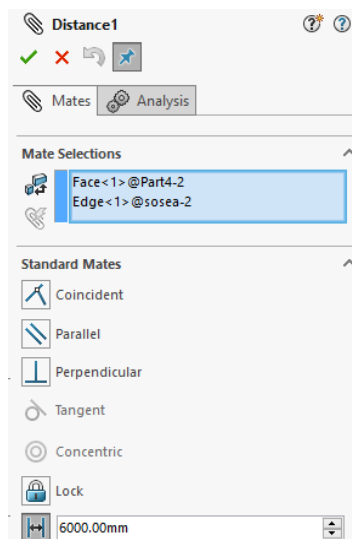 Distance1
Mates
Analysis
Mate Selections
Face<1>@Part4-2
Edge<1>@sosea-2
Standard Mates
Coincident
Parallel
Perpendicular
Tangent
Concentric
Lock
6000.00mm